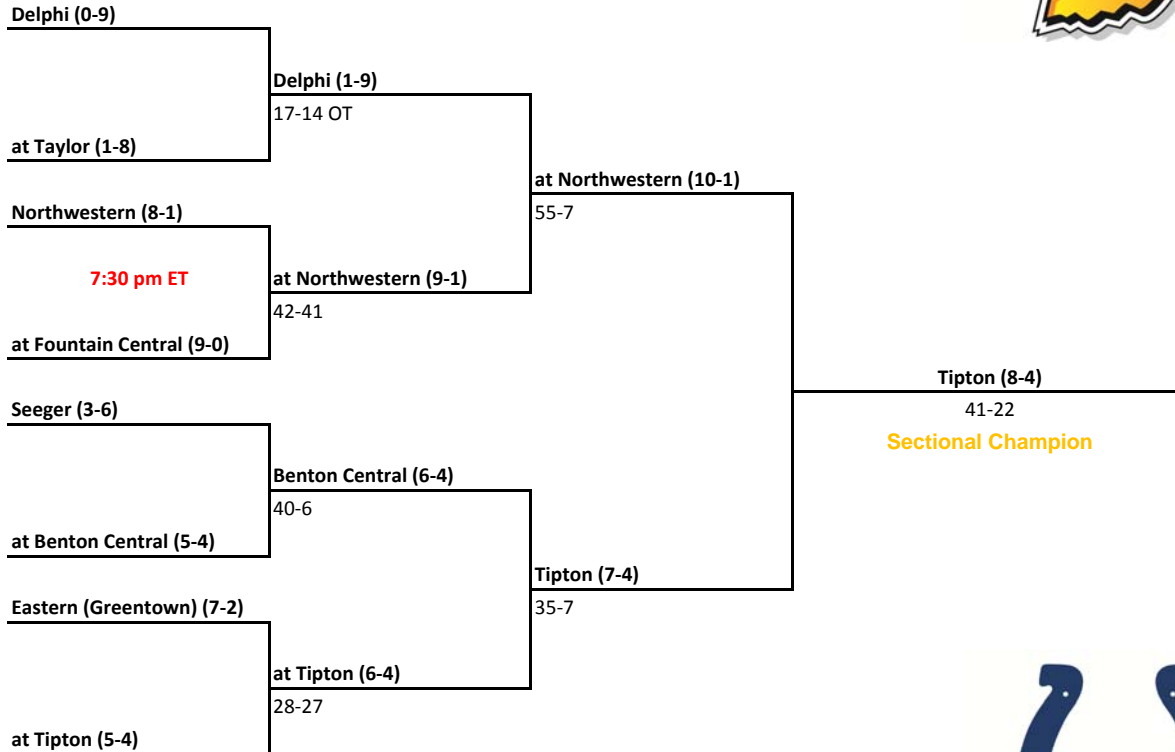 Delphi (0-9)
Delphi (1-9)
17-14 OT
at Taylor (1-8)
at Northwestern (10-1)
55-7
Northwestern (8-1)
7:30 pm ET
at Northwestern (9-1)
42-41
at Fountain Central (9-0)
Tipton (8-4)
41-22
Sectional Champion
Seeger (3-6)
Benton Central (6-4)
40-6
at Benton Central (5-4)
Tipton (7-4)
35-7
Eastern (Greentown) (7-2)
at Tipton (6-4)
28-27
at Tipton (5-4)